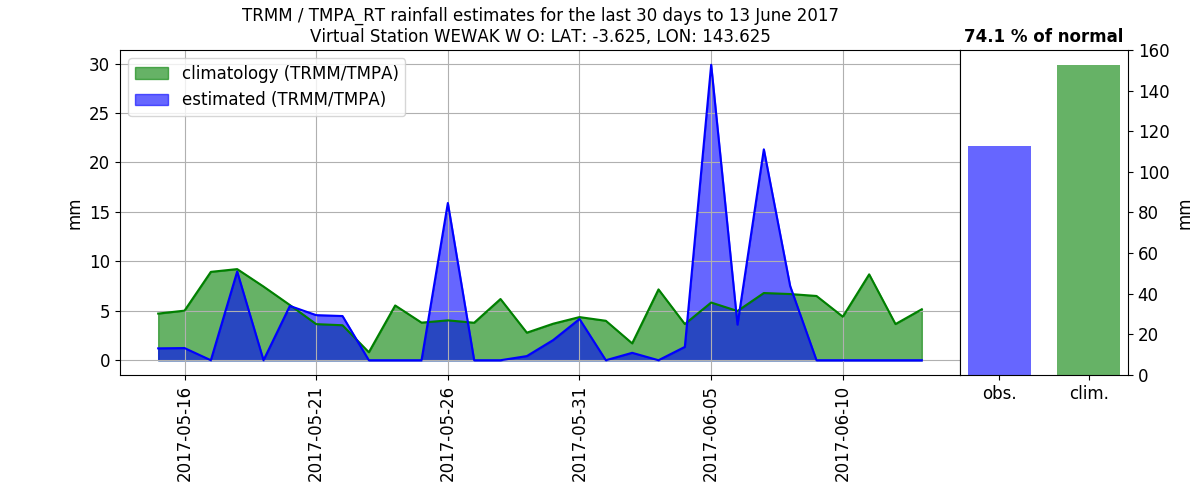 TRMM / TMPA_RT rainfall estimates for the last 30 days to 13 June 2017
Virtual Station WEWAK W O: LAT: -3.625, LON: 143.625
74.1 % of normal
climatology (TRMM/TMPA)
estimated (TRMM/TMPA)
mm
30
25
20
15
10
5
0
2017-05-16
2017-05-21
2017-05-26
2017-05-31
2017-06-05
2017-06-10
160
140
120
100
80
60
40
20
0
mm
obs.
clim.